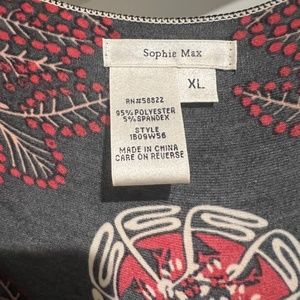 Sophie Max
XL
RN#58822
95% POLYESTER
5% SPANDEX
STYLE
1809W56
MADE IN CHINA
CARE ON REVERSE